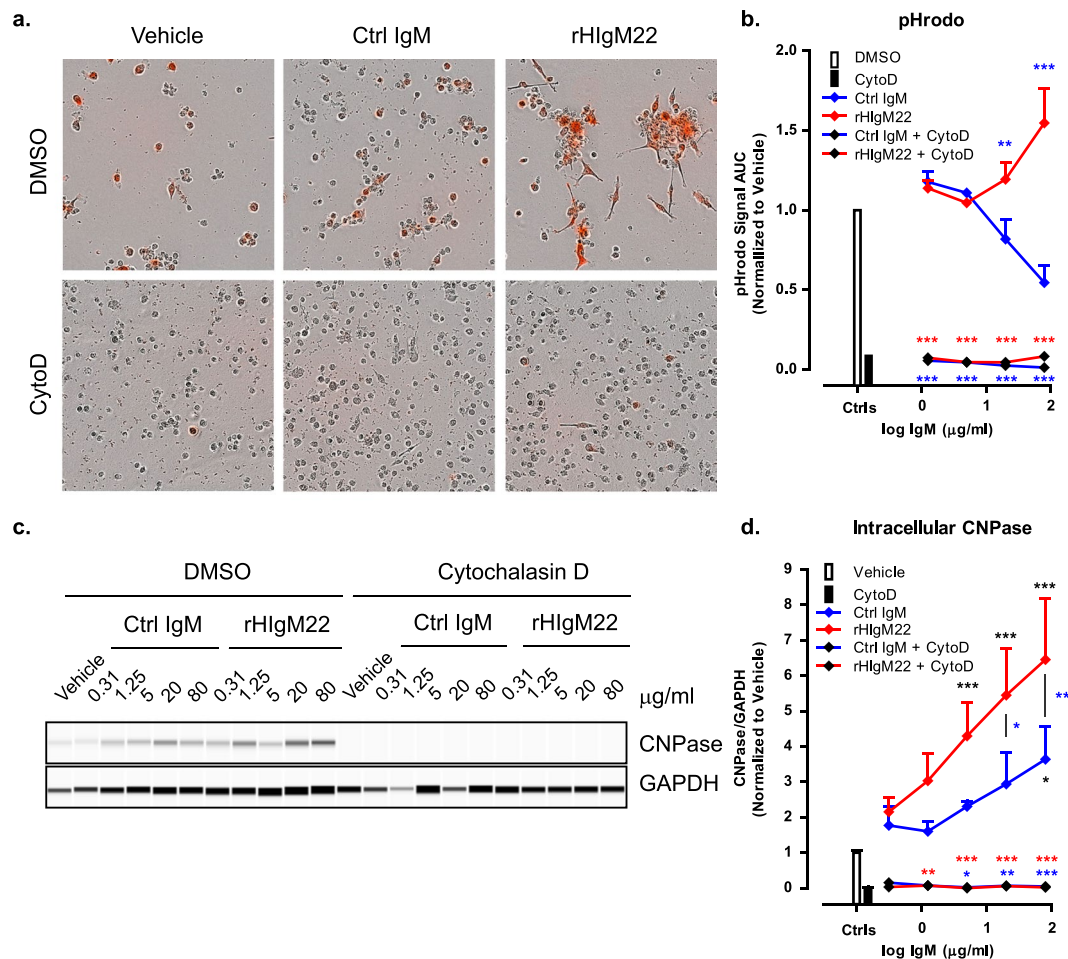 a.
Vehicle
Ctrl IgM
rHIgM22
DMSO
CytoD
b.
pHrodo
DMSO
CytoD
Ctrl IgM
rHIgM22
Ctrl IgM + CytoD
rHIgM22 + CytoD
pHrodo Signal AUC
(Normallized to Vehicle)
2.0
1.5
1.0
0.5
0.0
***
**
*** *** *** ***
*** *** *** ***
Ctrls 0 1 2
log IgM (µg/ml)
c.
DMSO
Cytochalasin D
Ctrl IgM
rHIgM22
Ctrl IgM
rHIgM22
Vehicle 0.31 1.25 5 20 80 0.31 1.25 5 20 80 Vehicle 0.31 1.25 5 20 80 0.31 1.25 5 20 80 µg/ml
CNPase
GAPDH
d.
Intracellular CNPase
Vehicle
CytoD
Ctrl IgM
rHIgM22
Ctrl IgM + CytoD
rHIgM22 + CytoD
CNPase/GAPDH
(Normalized to Vehicle)
9
8
7
6
5
4
3
2
1
0
***
***
***
**
*
*
** *** *** ***
* ** ***
Ctrls 0 1 2
log IgM (µg/ml)